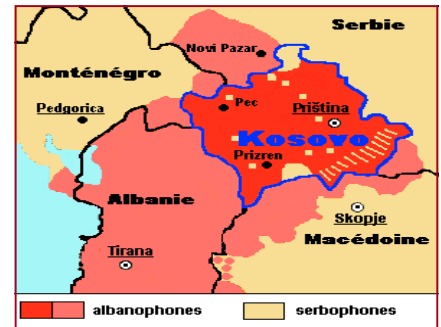 Serbie
Novi Pazar
Monténégro
Pedgorica
Pec
Priština
Kosovo
Prizren
Albanie
Skopje
Macédoine
Tirana
albanophones
serbophones